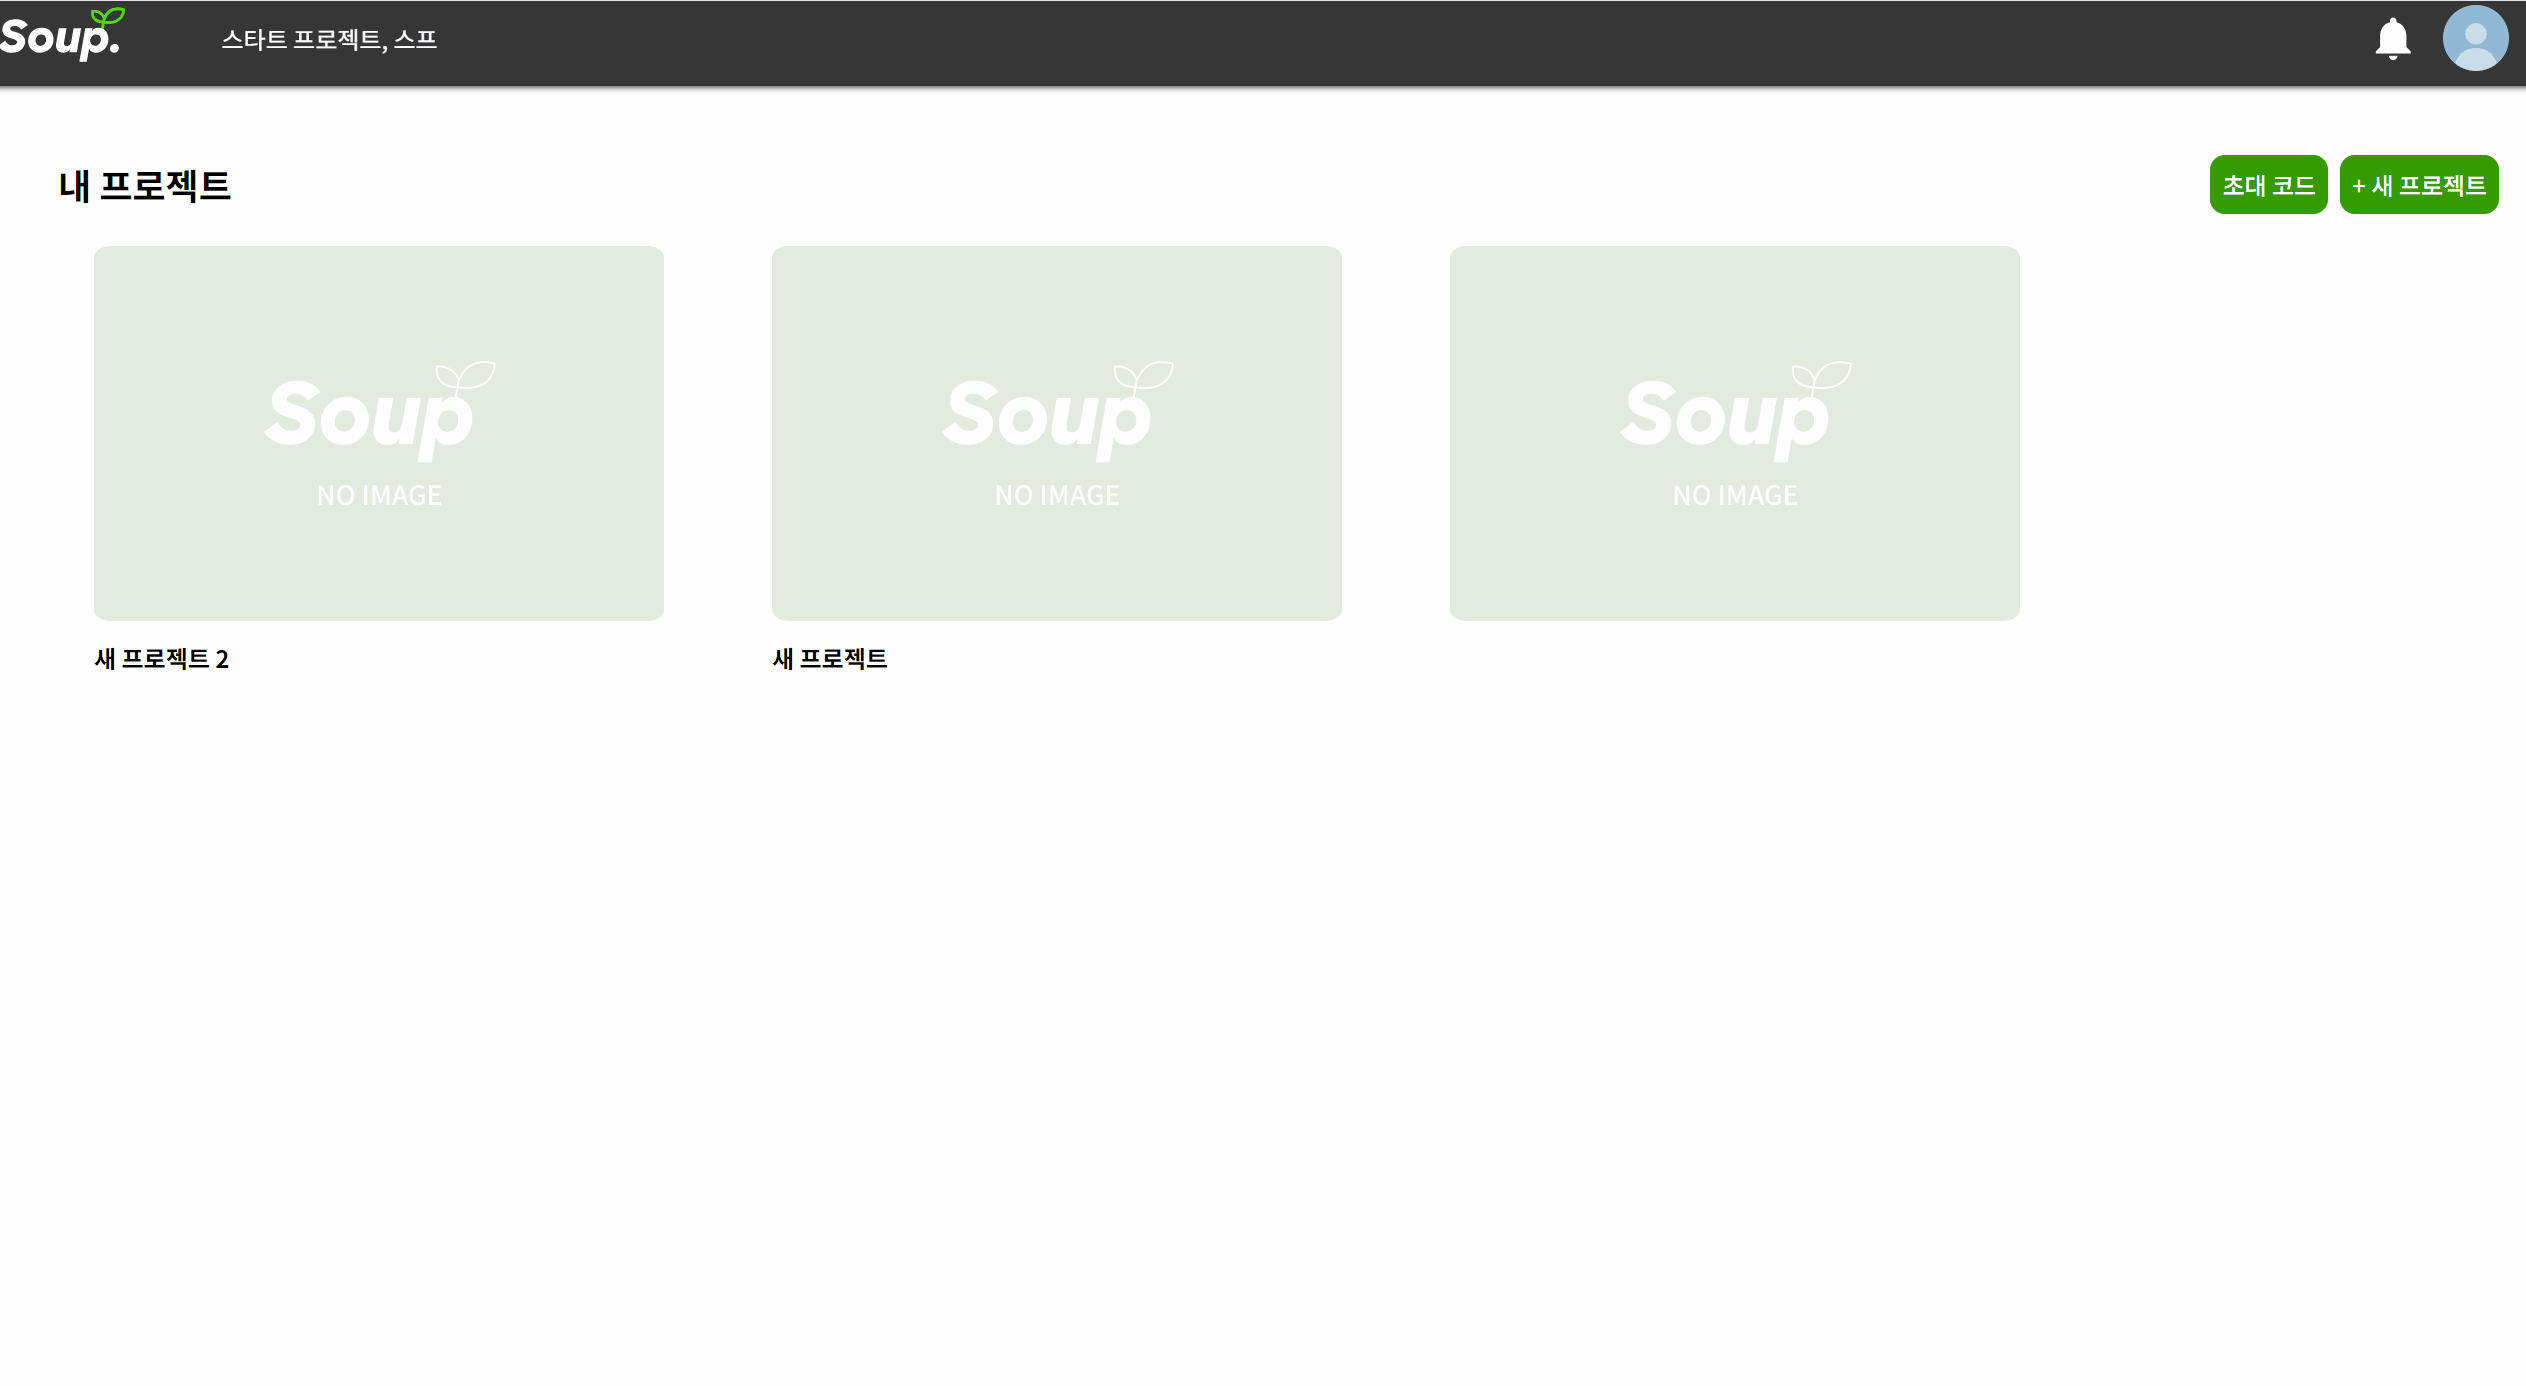 Soup.
스타트 프로젝트, 스프
내 프로젝트
초대 코드
+ 새 프로젝트
Soup
NO IMAGE
Soup
NO IMAGE
Soup
NO IMAGE
새 프로젝트 2
새 프로젝트